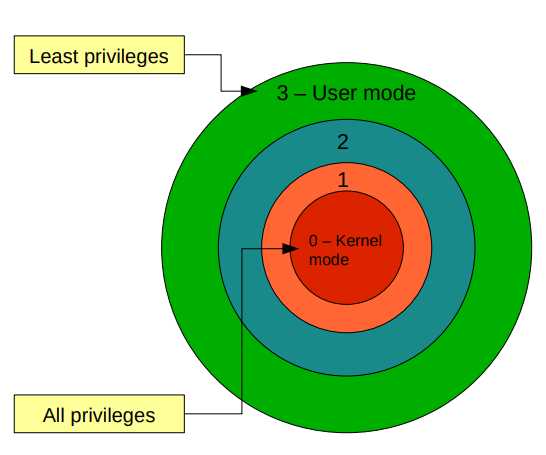 Least privileges
3 – User mode
2
1
0 – Kernel
mode
All privileges